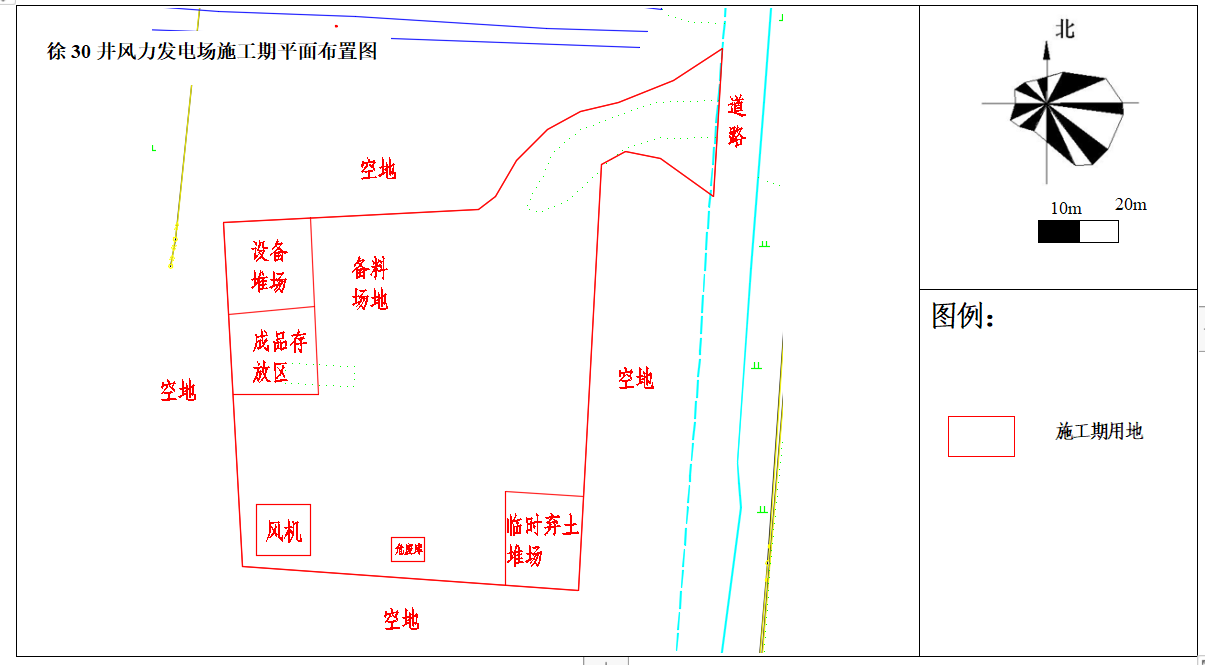 徐30井风力发电场施工期平面布置图
北
10m
20m
道
路
空地
设备
堆场
备料
场地
成品存
放区
空地
空地
风机
危废库
临时弃土
堆场
空地
图例：
施工期用地